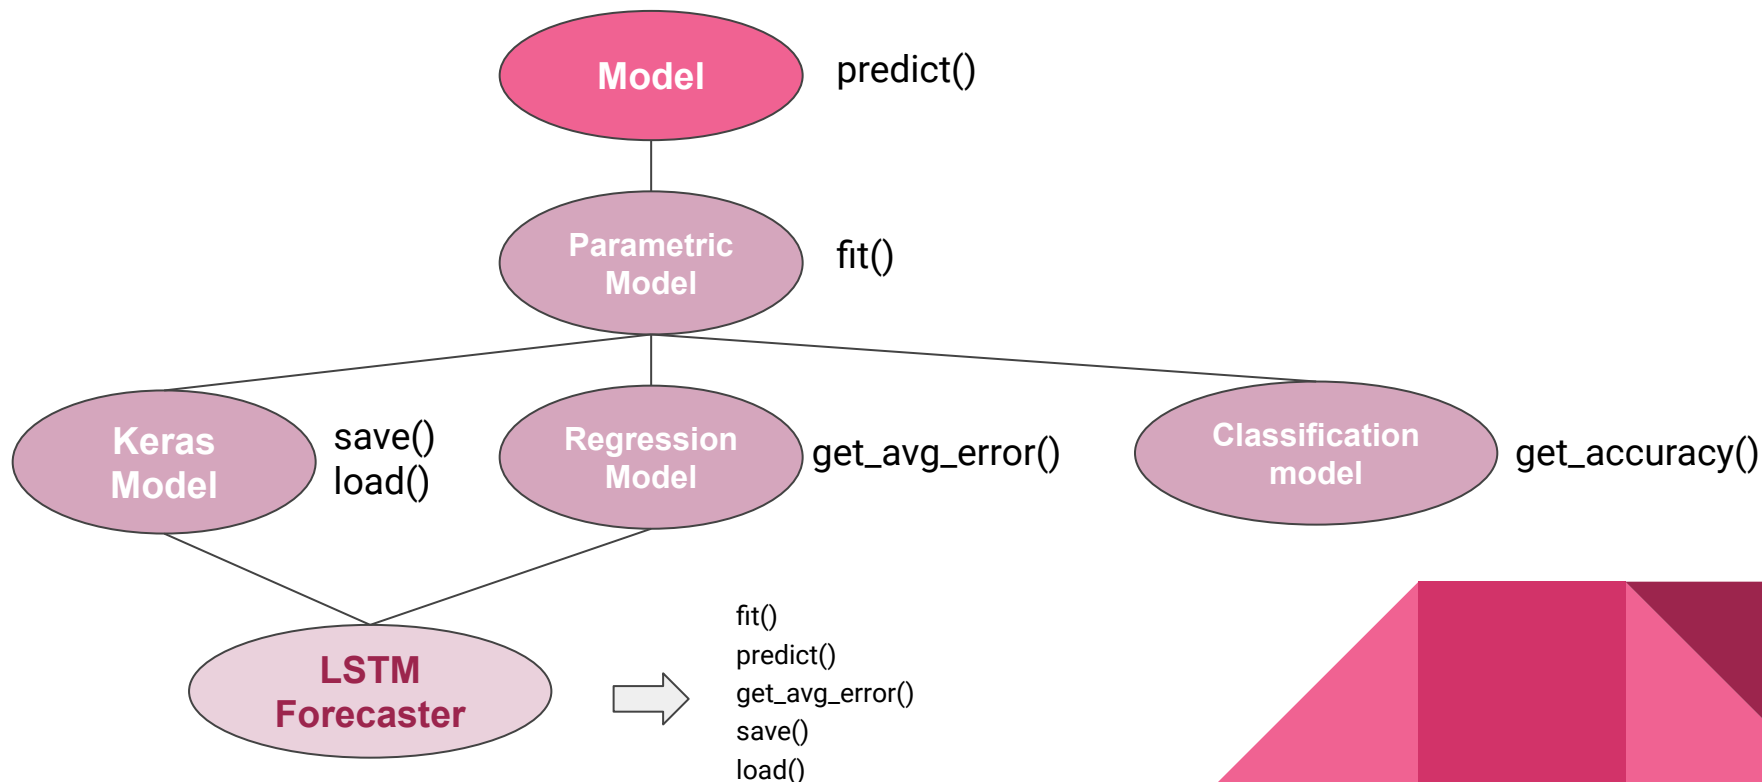 Model
predict()
Parametric
Model
fit()
Keras
Model
save()
load()
Regression
Model
get_avg_error()
Classification
model
get_accuracy()
LSTM
Forecaster
fit()
predict()
get_avg_error()
save()
load()